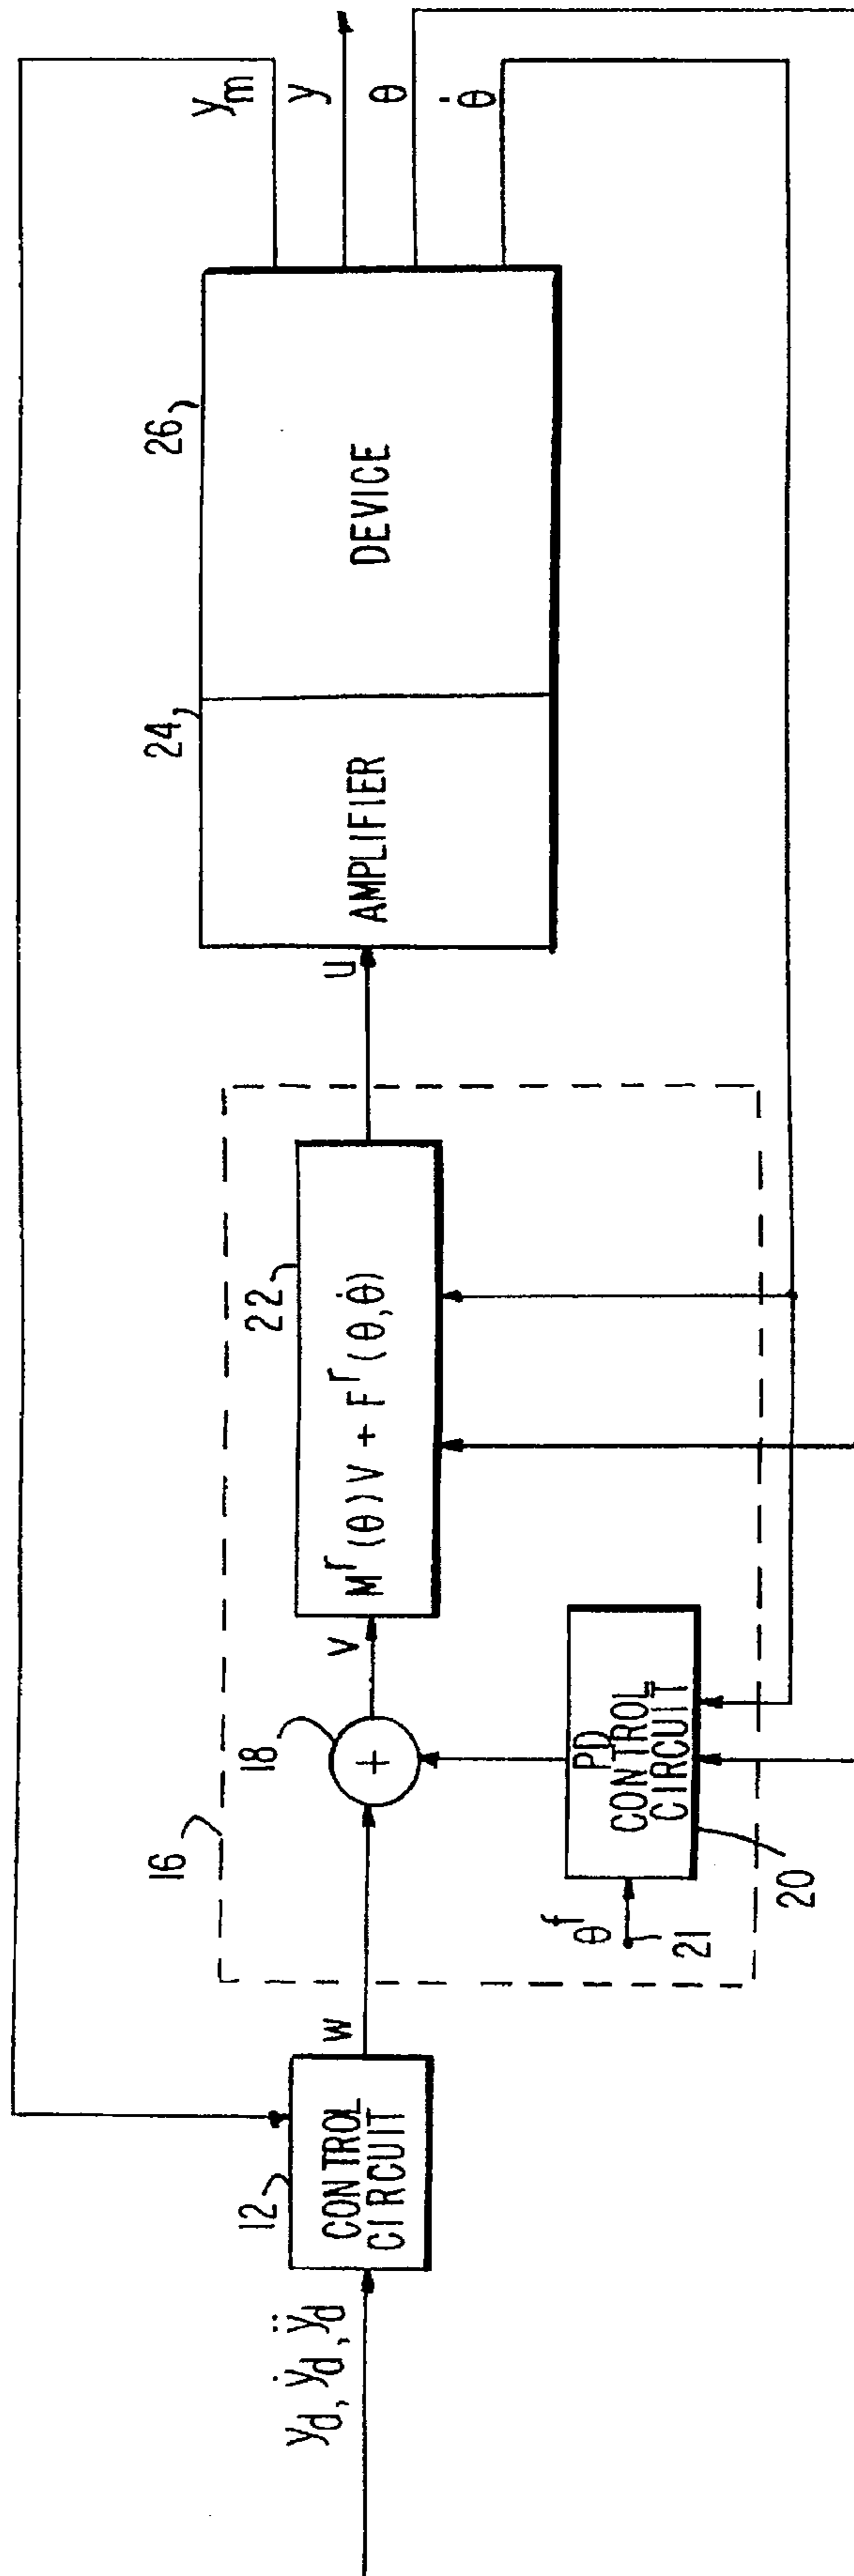 y_d, ẏ_d, ÿ_d
12
CONTROL
CIRCUIT
w
16
18
+
v
22
M^r(θ)V + F^r(θ,θ̇)
u
24
AMPLIFIER
26
DEVICE
y_m
y
θ
θ̇
θ^f
21
PD
CONTROL
CIRCUIT
20